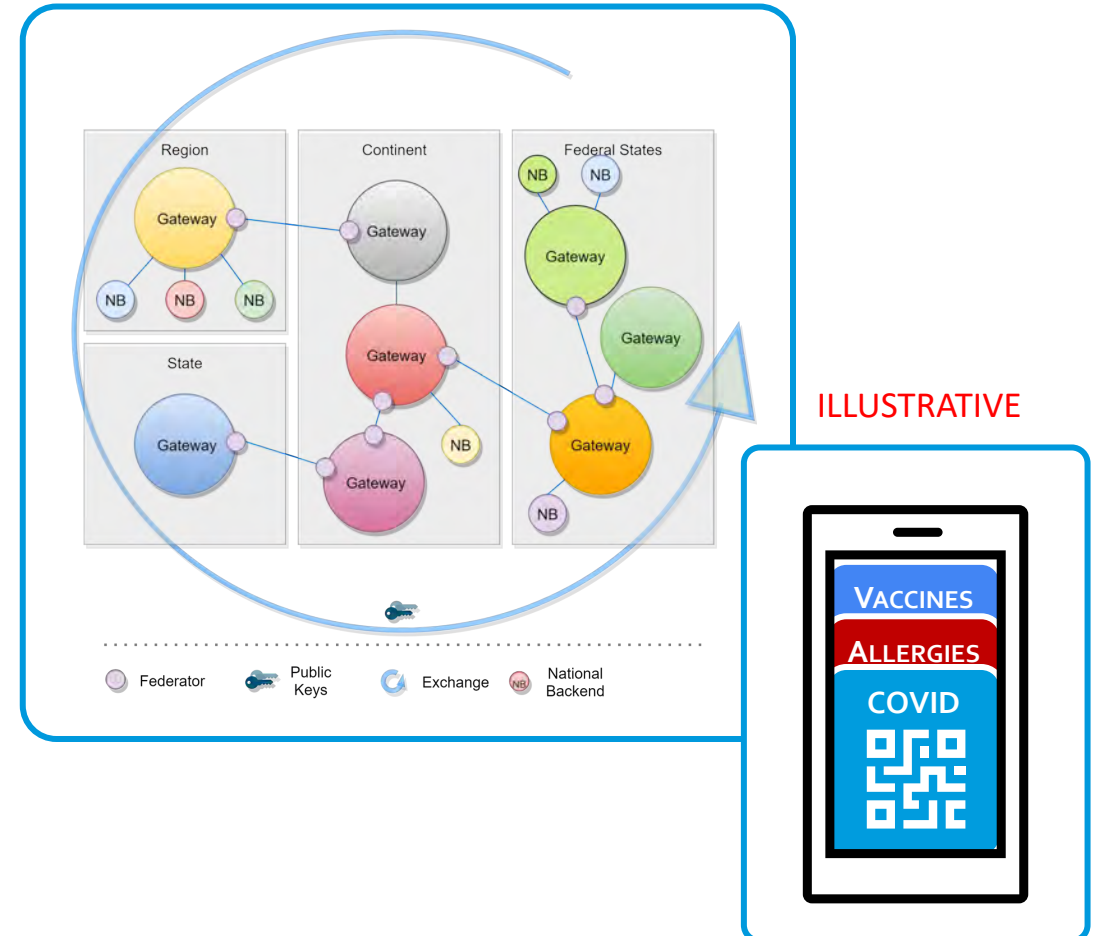 Region
Gateway
NB
NB
NB
State
Gateway
Continent
Gateway
Gateway
NB
Gateway
Federal States
NB
NB
Gateway
Gateway
Gateway
NB
Federator
Public
Keys
Exchange
NB
National
Backend
ILLUSTRATIVE
VACCINES
ALLERGIES
COVID